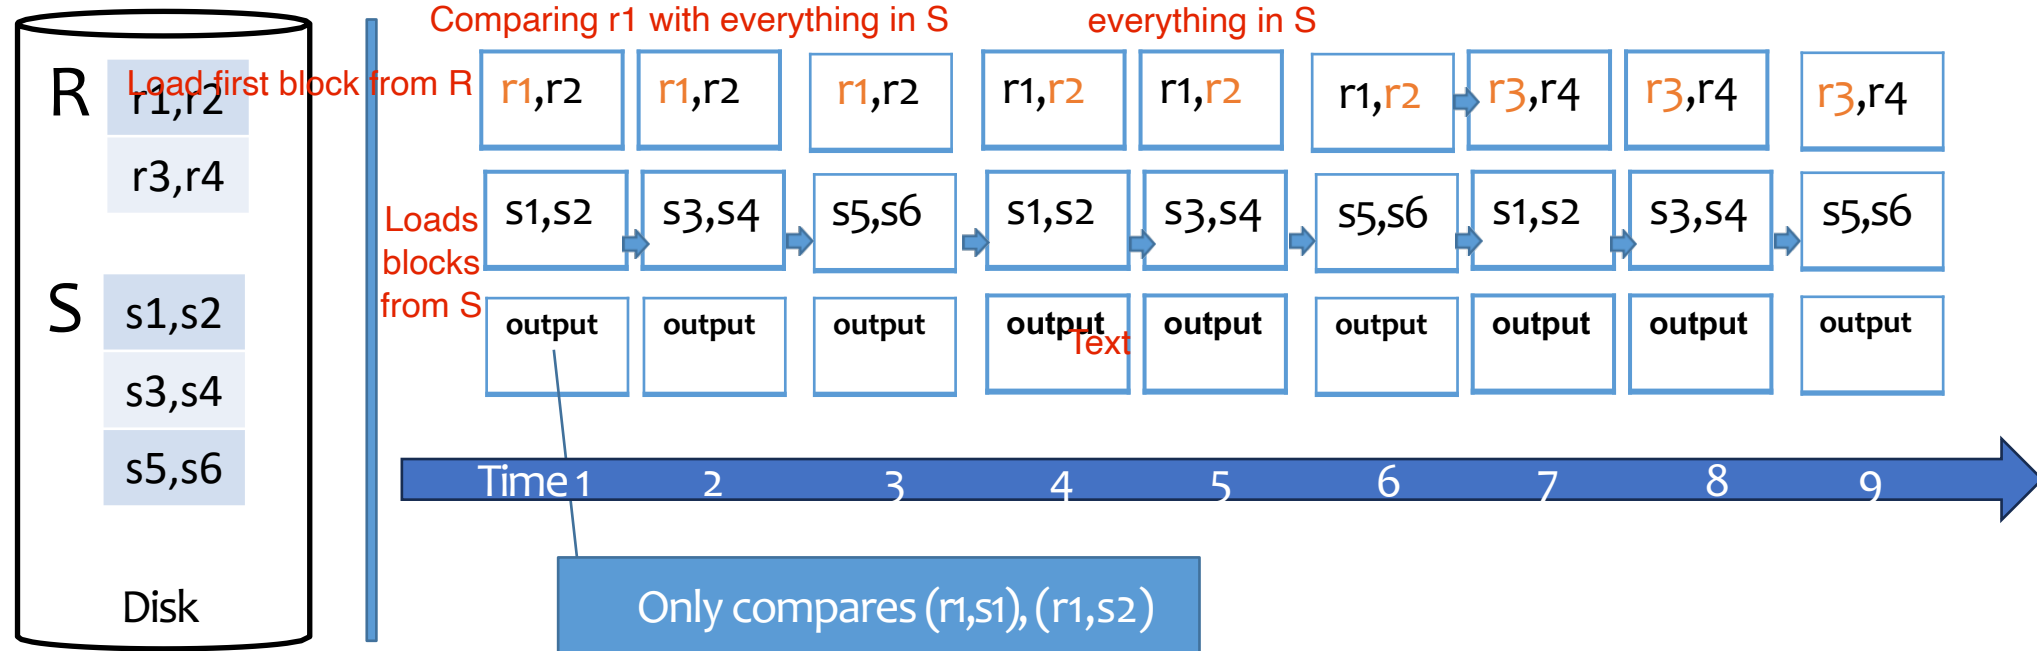 Comparing r1 with everything in S
everything in S
R
r1,r2
r3,r4
S
s1,s2
s3,s4
s5,s6
Disk
Load first block from R
r1,r2
r1,r2
r1,r2
r1,r2
r1,r2
r1,r2
r3,r4
r3,r4
r3,r4
Loads
blocks
from S
s1,s2
s3,s4
s5,s6
s1,s2
s3,s4
s5,s6
s1,s2
s3,s4
s5,s6
output
output
output
output
Text
output
output
output
output
output
Time 1 2 3 4 5 6 7 8 9
Only compares (r1,s1), (r1,s2)